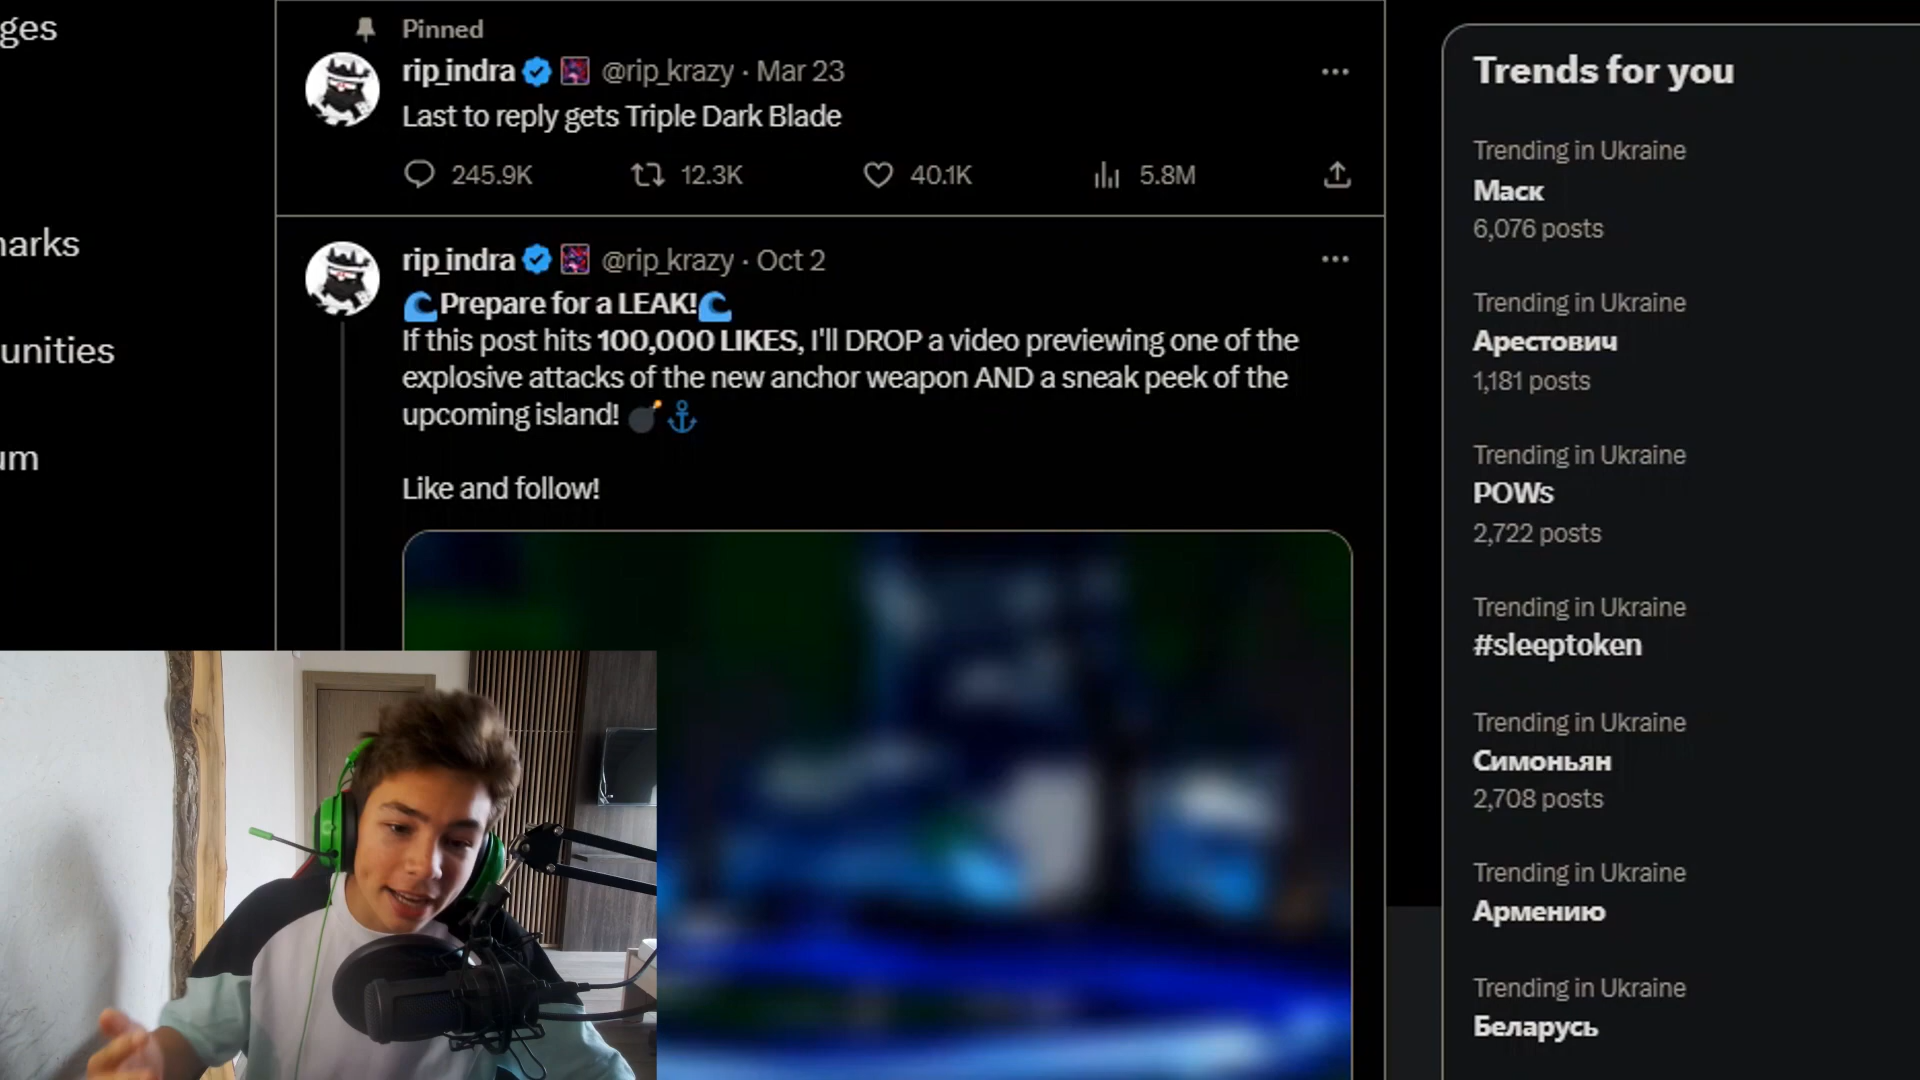 ges
Pinned
rip_indra @rip_krazy · Mar 23
Last to reply gets Triple Dark Blade
245.9K 12.3K 40.1K 5.8M
rip_indra @rip_krazy · Oct 2
🌊Prepare for a LEAK!🌊
If this post hits 100,000 LIKES, I'll DROP a video previewing one of the
explosive attacks of the new anchor weapon AND a sneak peek of the
upcoming island! 💣⚓
Like and follow!
arks
unities
um
Trends for you
Trending in Ukraine
Маск
6,076 posts
Trending in Ukraine
Арестович
1,181 posts
Trending in Ukraine
POWs
2,722 posts
Trending in Ukraine
#sleeptoken
Trending in Ukraine
Симоньян
2,708 posts
Trending in Ukraine
Армению
Trending in Ukraine
Беларусь